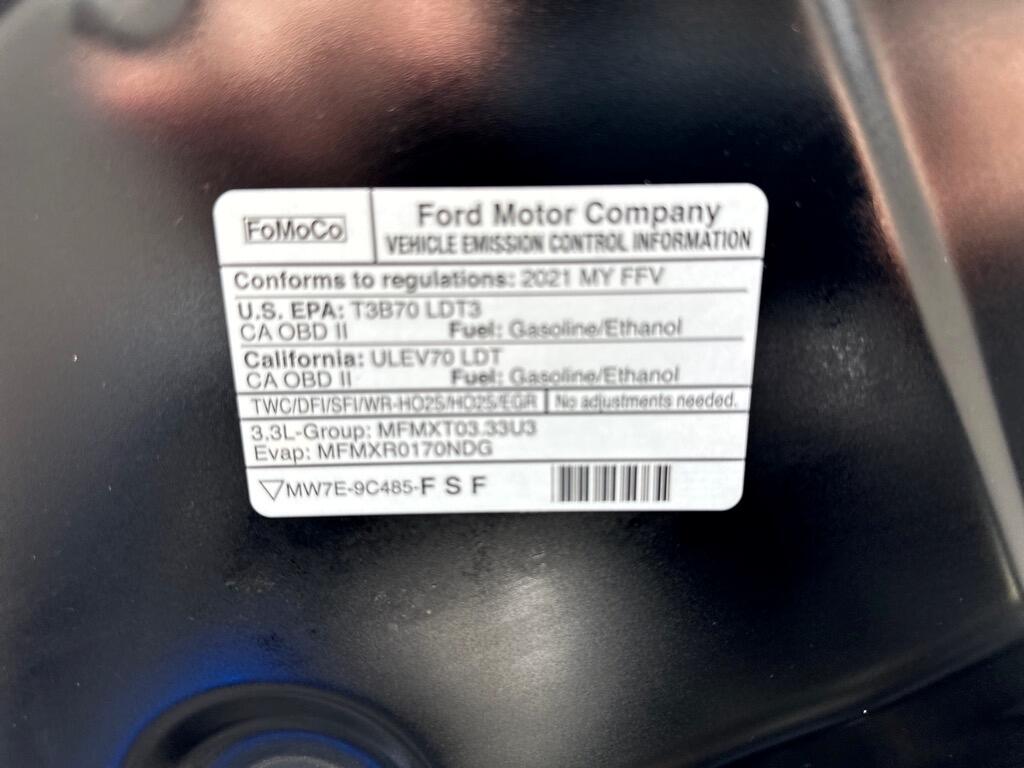 FoMoCo
Ford Motor Company
VEHICLE EMISSION CONTROL INFORMATION
Conforms to regulations: 2021 MY FFV
U.S. EPA: T3B70 LDT3
CA OBD II Fuel: Gasoline/Ethanol
California: ULEV70 LDT
CA OBD II Fuel: Gasoline/Ethanol
TWC/DFI/SFI/WR-HO2S/HO2S/EGR No adjustments needed.
3.3L-Group: MFMXT03.33U3
Evap: MFMXR0170NDG
MW7E-9C485-F S F